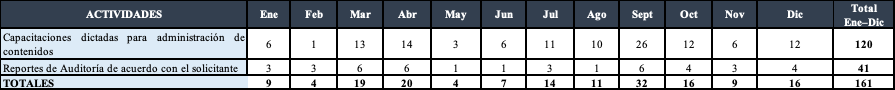 ACTIVIDADES Ene Feb Mar Abr May Jun Jul Ago Sept Oct Nov Dic Total
Ene–Dic
Capacitaciones dictadas para administración de
contenidos 6 1 13 14 3 6 11 10 26 12 6 12 120
Reportes de Auditoría de acuerdo con el solicitante 3 3 6 6 1 1 3 1 6 4 3 4 41
TOTALES 9 4 19 20 4 7 14 11 32 16 9 16 161